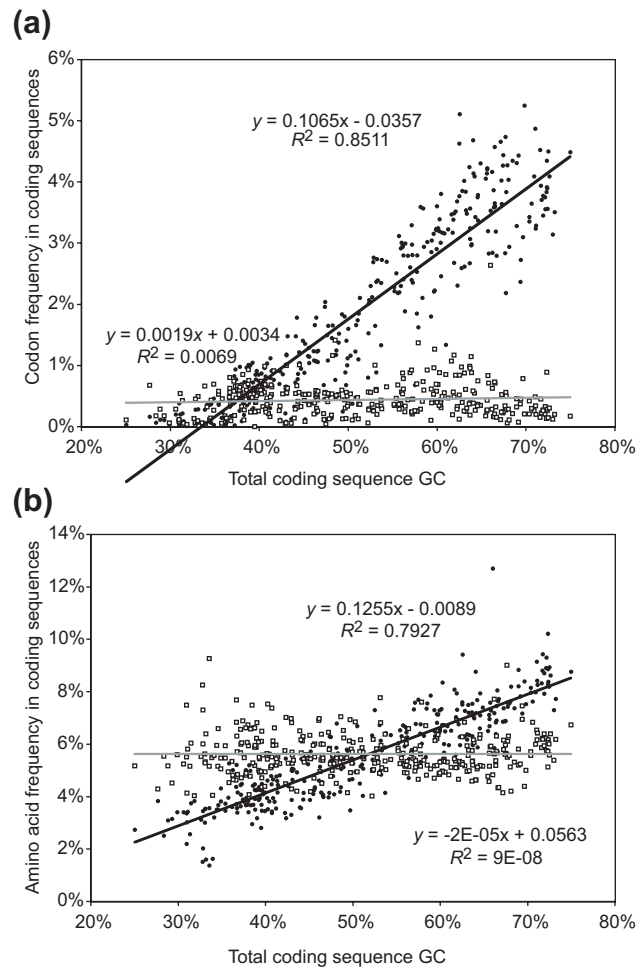 (a)
6%
5%
4%
3%
2%
1%
0%
Codon frequency in coding sequences
y = 0.1065x - 0.0357
R2 = 0.8511
y = 0.0019x + 0.0034
R2 = 0.0069
20% 30% 40% 50% 60% 70% 80%
Total coding sequence GC
(b)
14%
12%
10%
8%
6%
4%
2%
0%
Amino acid frequency in coding sequences
y = 0.1255x - 0.0089
R2 = 0.7927
y = -2E-05x + 0.0563
R2 = 9E-08
20% 30% 40% 50% 60% 70% 80%
Total coding sequence GC